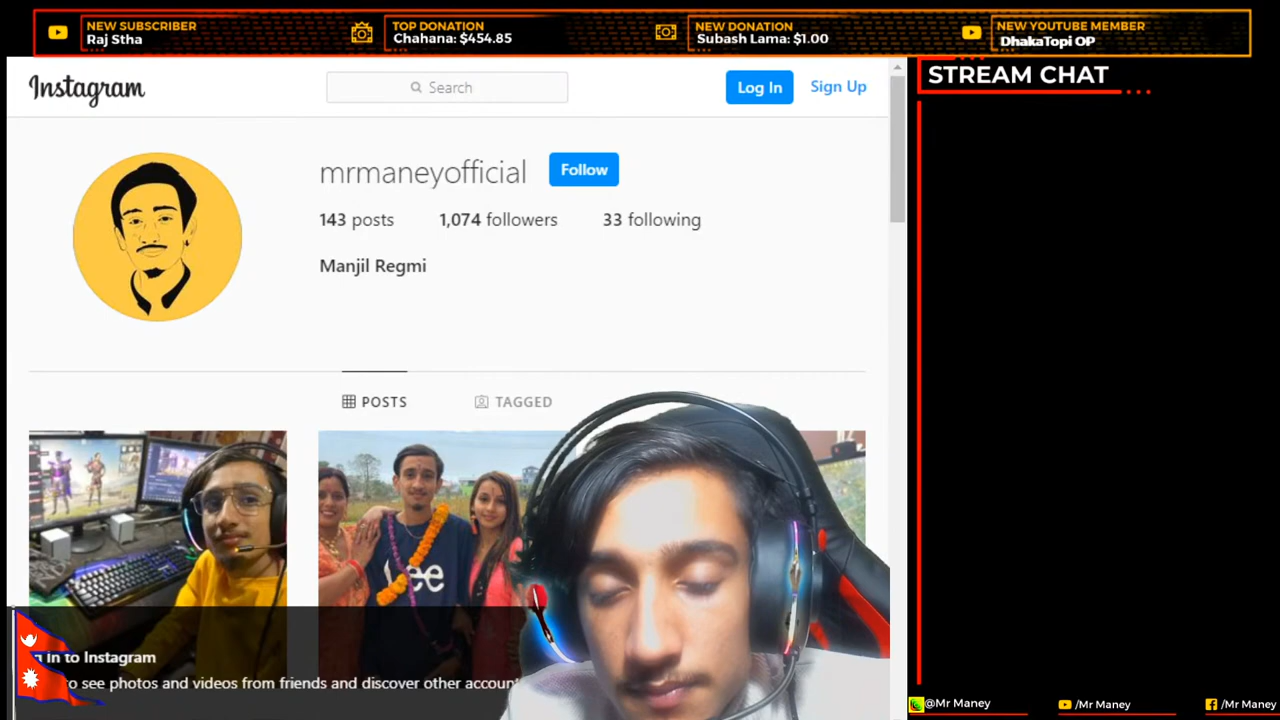 NEW SUBSCRIBER
Raj Stha
TOP DONATION
Chahana: $454.85
NEW DONATION
Subash Lama: $1.00
NEW YOUTUBE MEMBER
DhakaTopi OP
Instagram
Search
Log In
Sign Up
STREAM CHAT
mrmaneyofficial
Follow
143 posts
1,074 followers
33 following
Manjil Regmi
POSTS
TAGGED
in to Instagram
to see photos and videos from friends and discover other
@Mr Maney
/Mr Maney
/Mr Maney